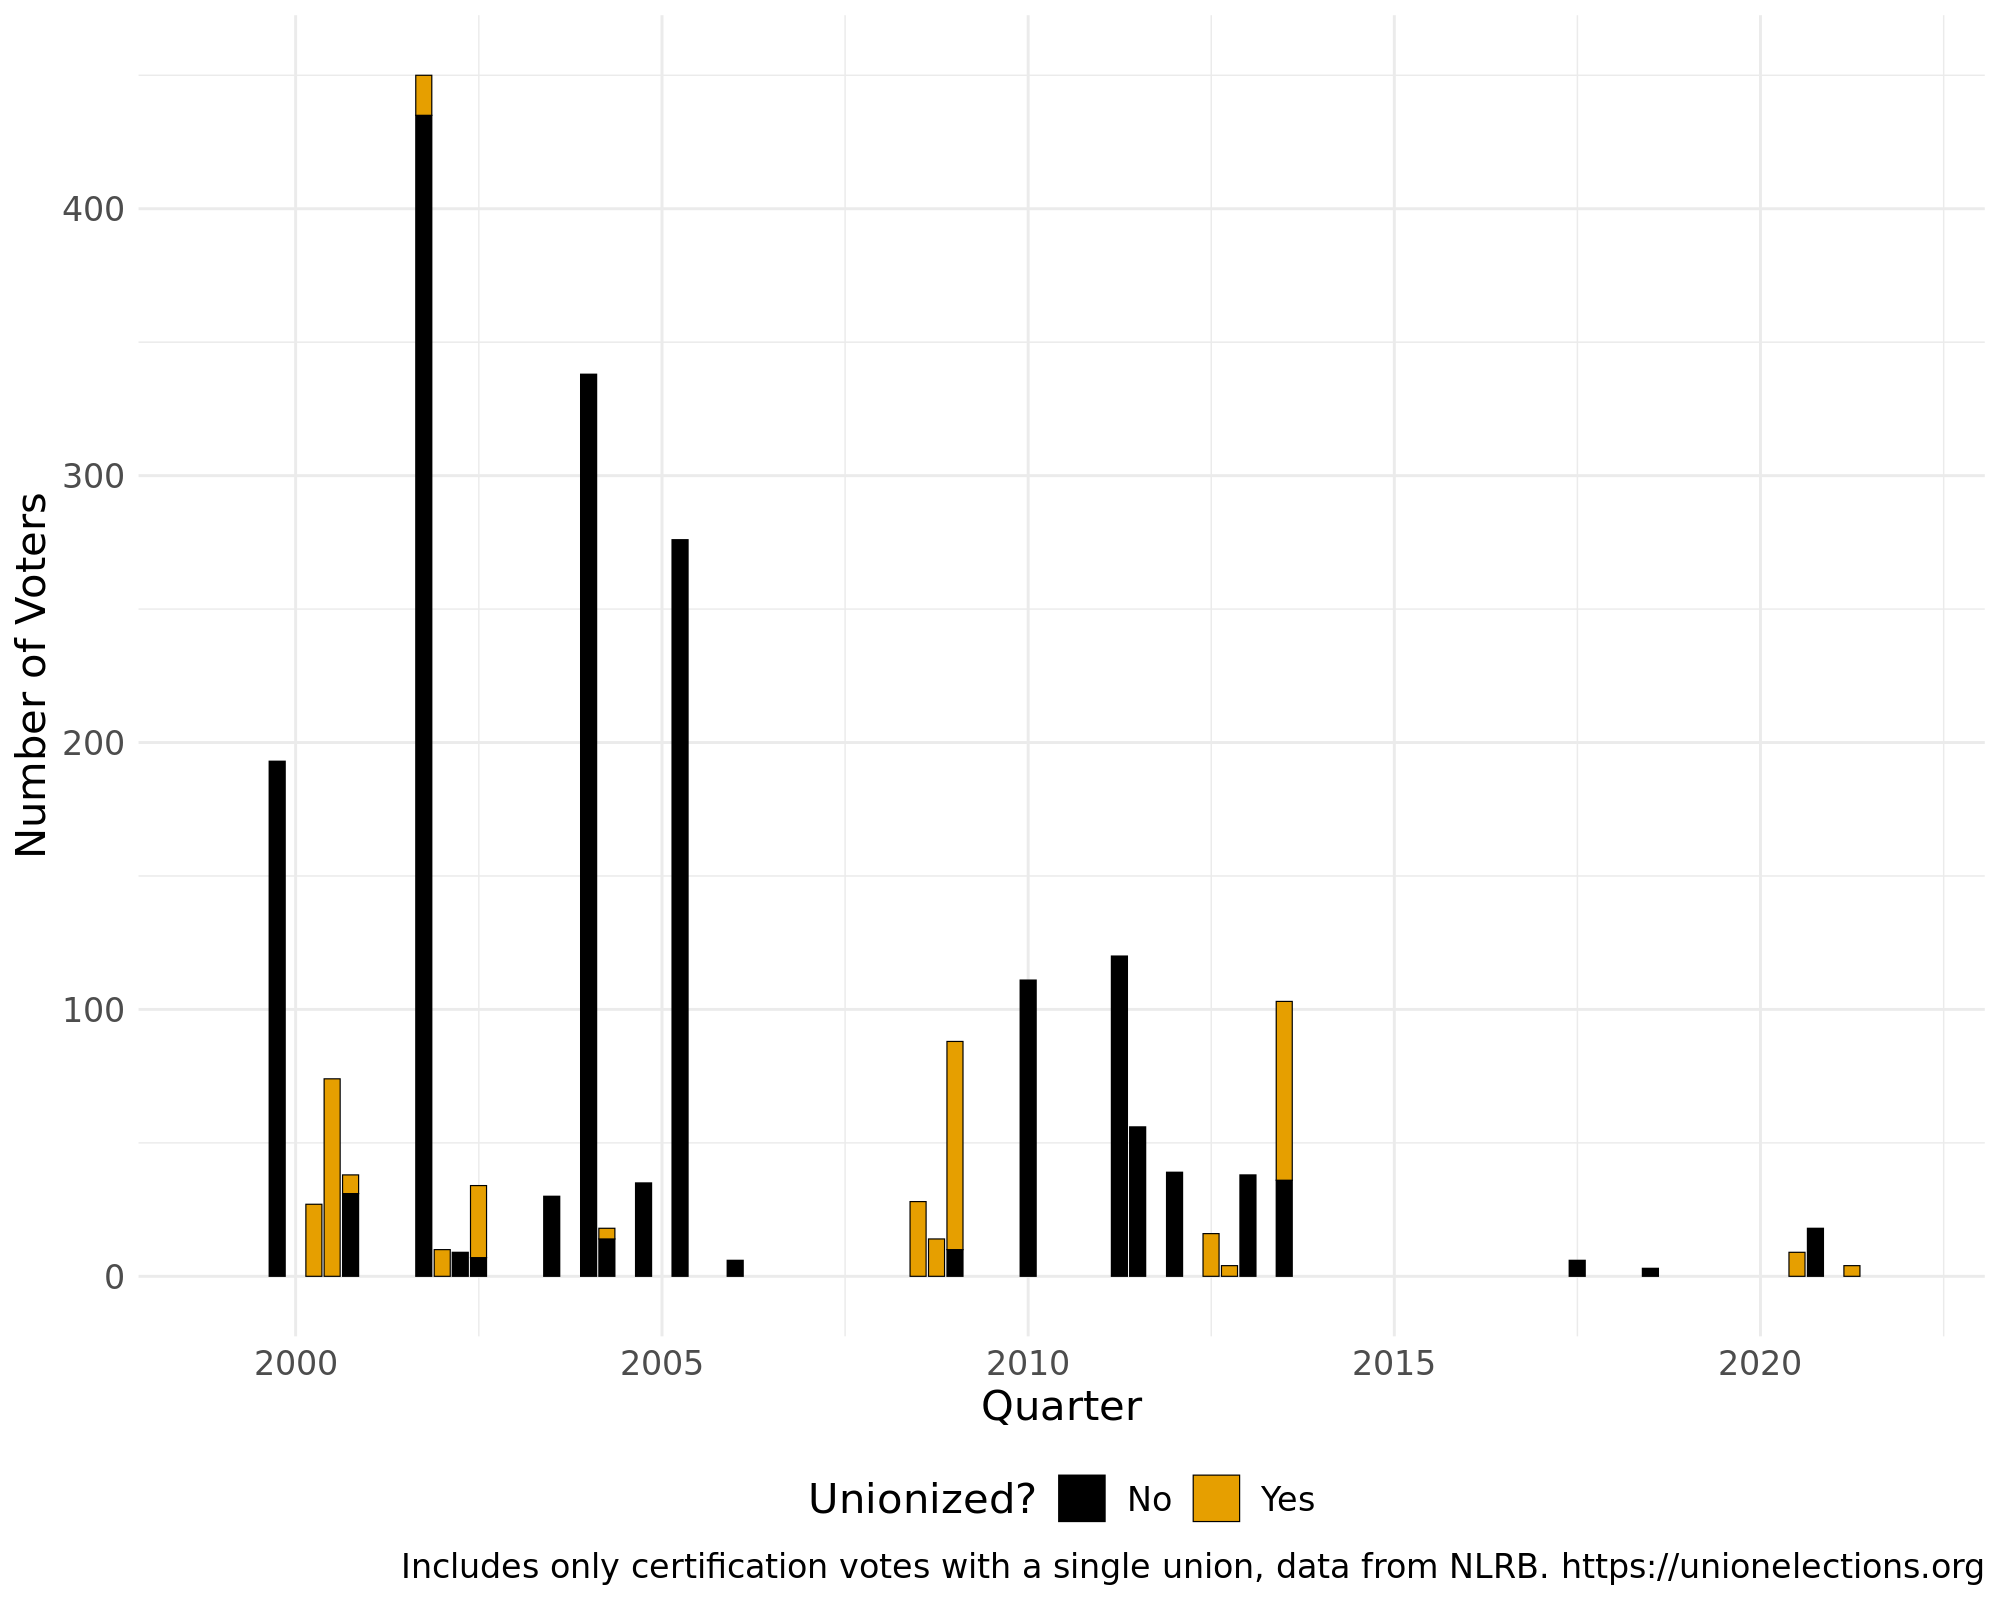 400
300
200
100
0
Number of Voters
2000 2005 2010 2015 2020
Quarter
Unionized? No Yes
Includes only certification votes with a single union, data from NLRB. https://unionelections.org